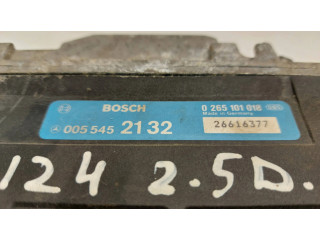 BOSCH 0 265 101 018
Made in Germany
005 545 21 32 26616377
124 2.5D.